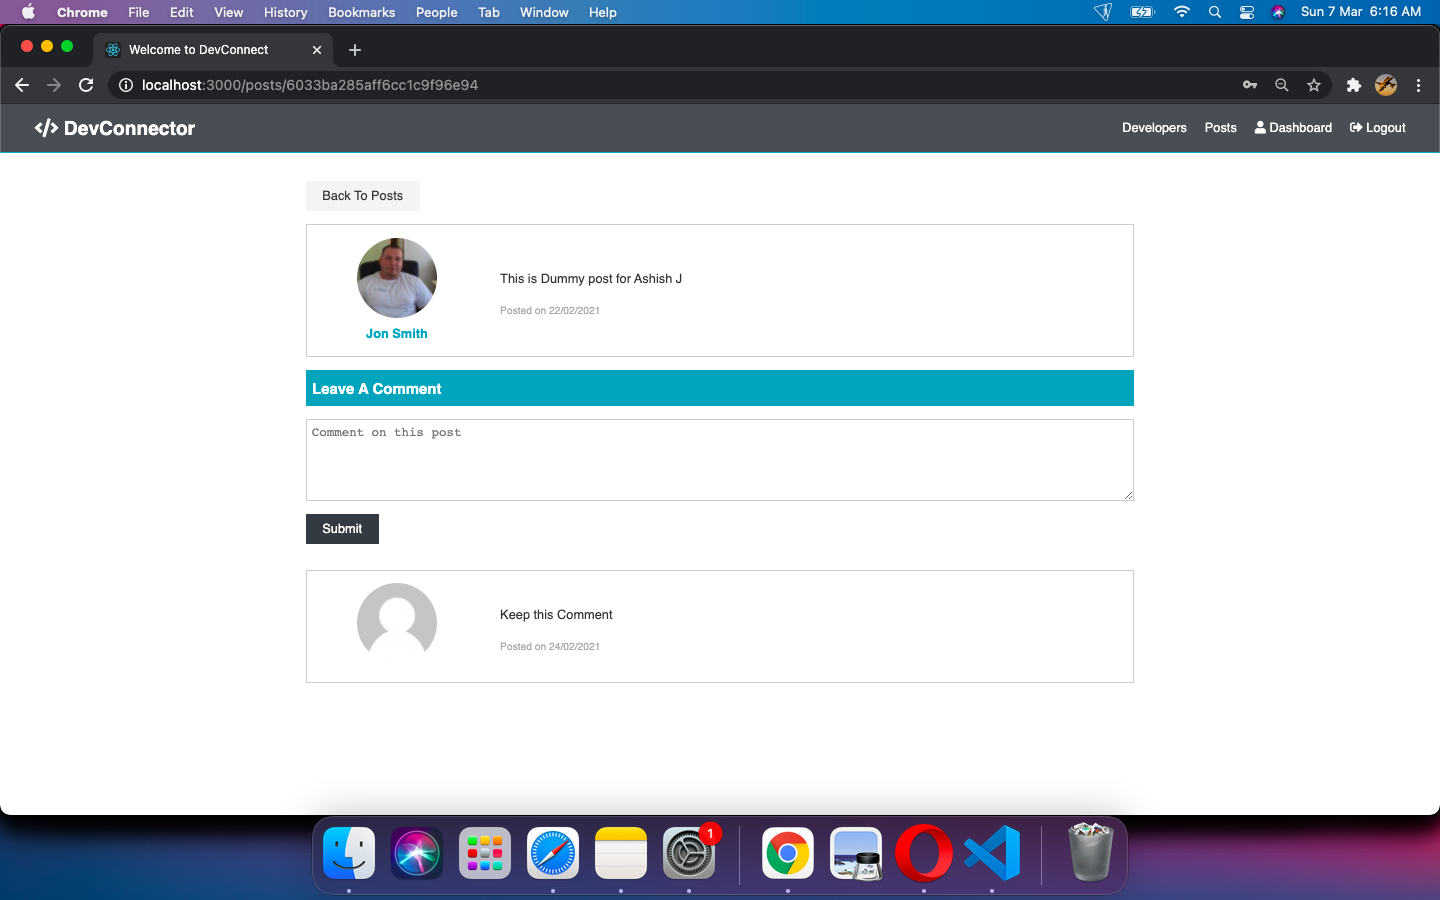 Chrome File Edit View History Bookmarks People Tab Window Help Sun 7 Mar 6:16 AM
Welcome to DevConnect
localhost:3000/posts/6033ba285aff6cc1c9f96e94
</> DevConnector Developers Posts Dashboard Logout
Back To Posts
This is Dummy post for Ashish J
Posted on 22/02/2021
Jon Smith
Leave A Comment
Comment on this post
Submit
Keep this Comment
Posted on 24/02/2021
1